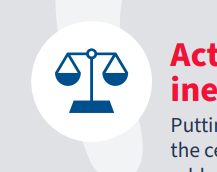 Act
ine
Puttin
the ce